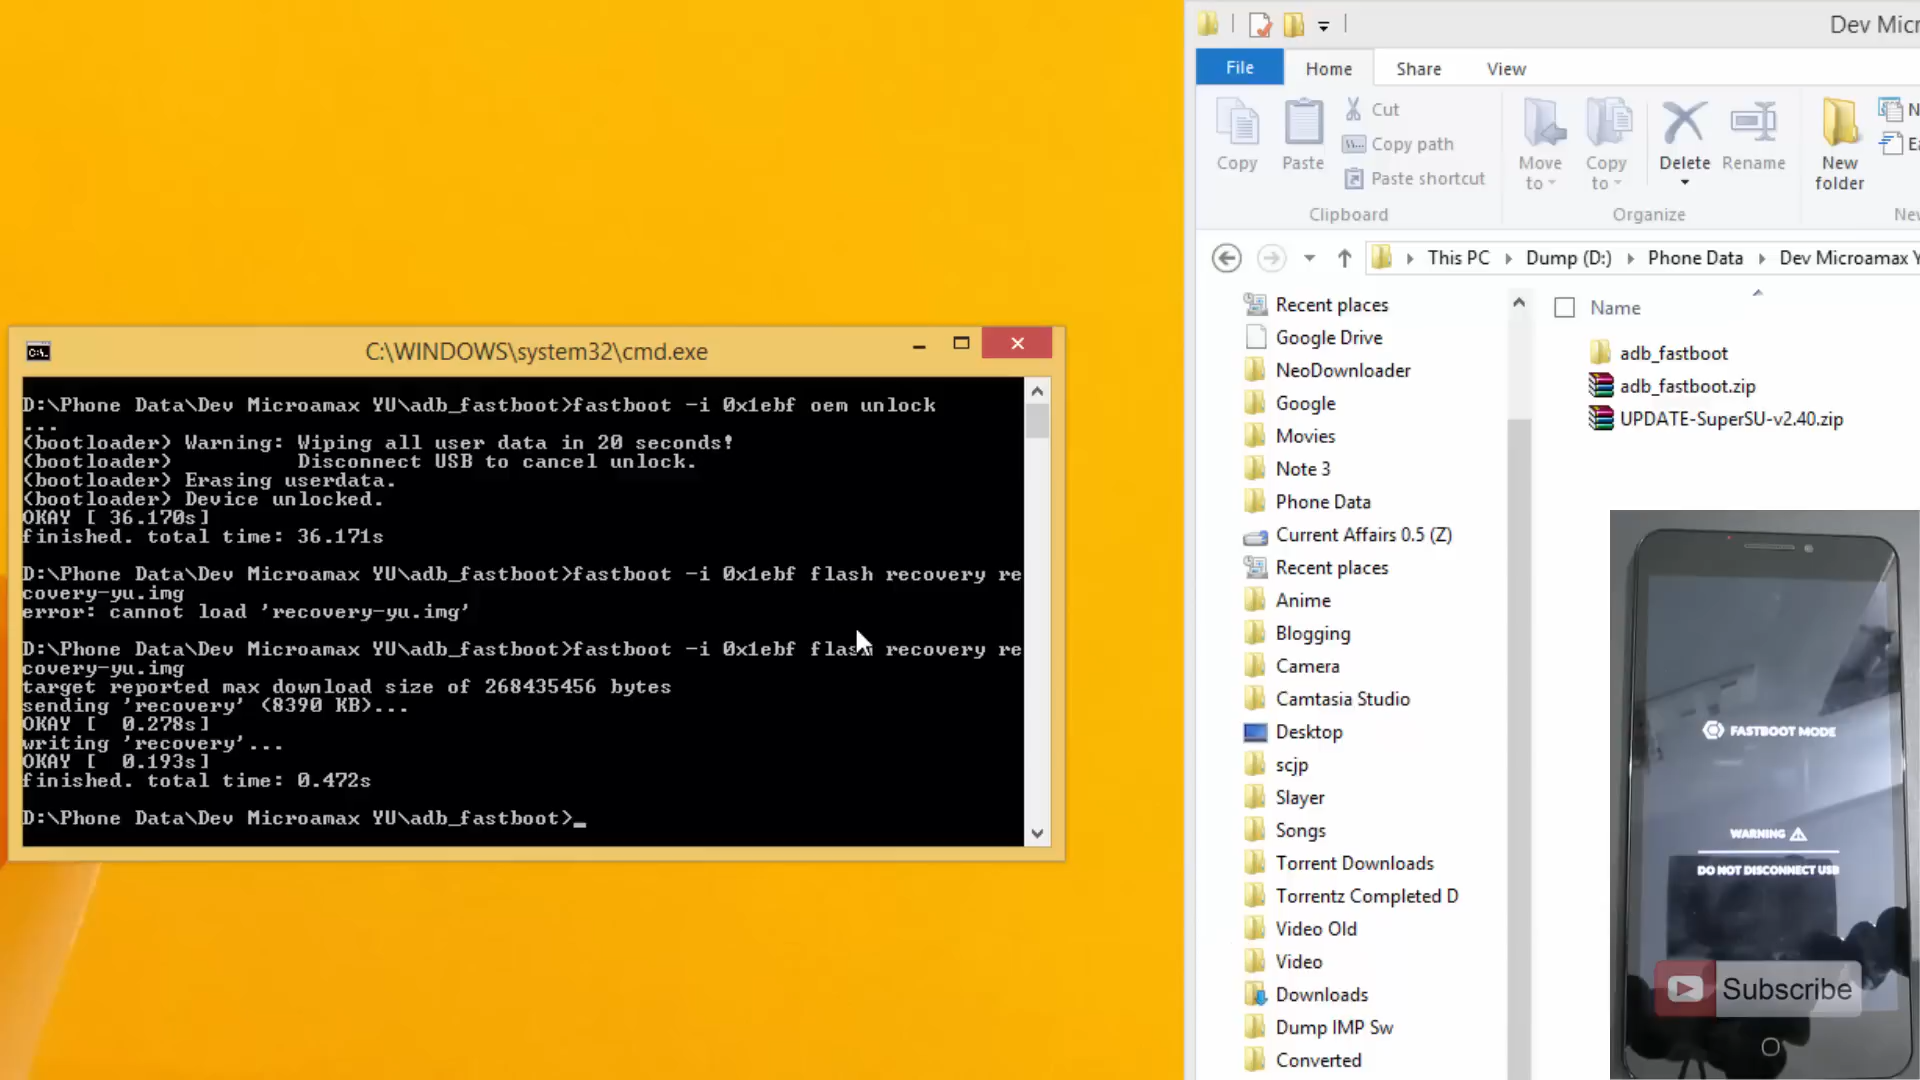 C:\WINDOWS\system32\cmd.exe
D:\Phone Data\Dev Microamax YU\adb_fastboot>fastboot -i 0x1ebf oem unlock
...
(bootloader) Warning: Wiping all user data in 20 seconds!
(bootloader)          Disconnect USB to cancel unlock.
(bootloader) Erasing userdata.
(bootloader) Device unlocked.
OKAY [ 36.170s]
finished. total time: 36.171s
D:\Phone Data\Dev Microamax YU\adb_fastboot>fastboot -i 0x1ebf flash recovery re
covery-yu.img
error: cannot load 'recovery-yu.img'
D:\Phone Data\Dev Microamax YU\adb_fastboot>fastboot -i 0x1ebf flash recovery re
covery-yu.img
target reported max download size of 268435456 bytes
sending 'recovery' (8390 KB)...
OKAY [  0.278s]
writing 'recovery'...
OKAY [  0.193s]
finished. total time: 0.472s
D:\Phone Data\Dev Microamax YU\adb_fastboot>_
Dev Micr
File Home Share View
Copy
Paste
Cut
Copy path
Paste shortcut
Clipboard
Move to
Copy to
Delete
Rename
Organize
New folder
N
Ea
New
This PC Dump (D:) Phone Data Dev Microamax Y
Recent places
Google Drive
NeoDownloader
Google
Movies
Note 3
Phone Data
Current Affairs 0.5 (Z)
Recent places
Anime
Blogging
Camera
Camtasia Studio
Desktop
scjp
Slayer
Songs
Torrent Downloads
Torrentz Completed D
Video Old
Video
Downloads
Dump IMP Sw
Converted
Name
adb_fastboot
adb_fastboot.zip
UPDATE-SuperSU-v2.40.zip
FASTBOOT MODE
WARNING
DO NOT DISCONNECT USB
Subscribe